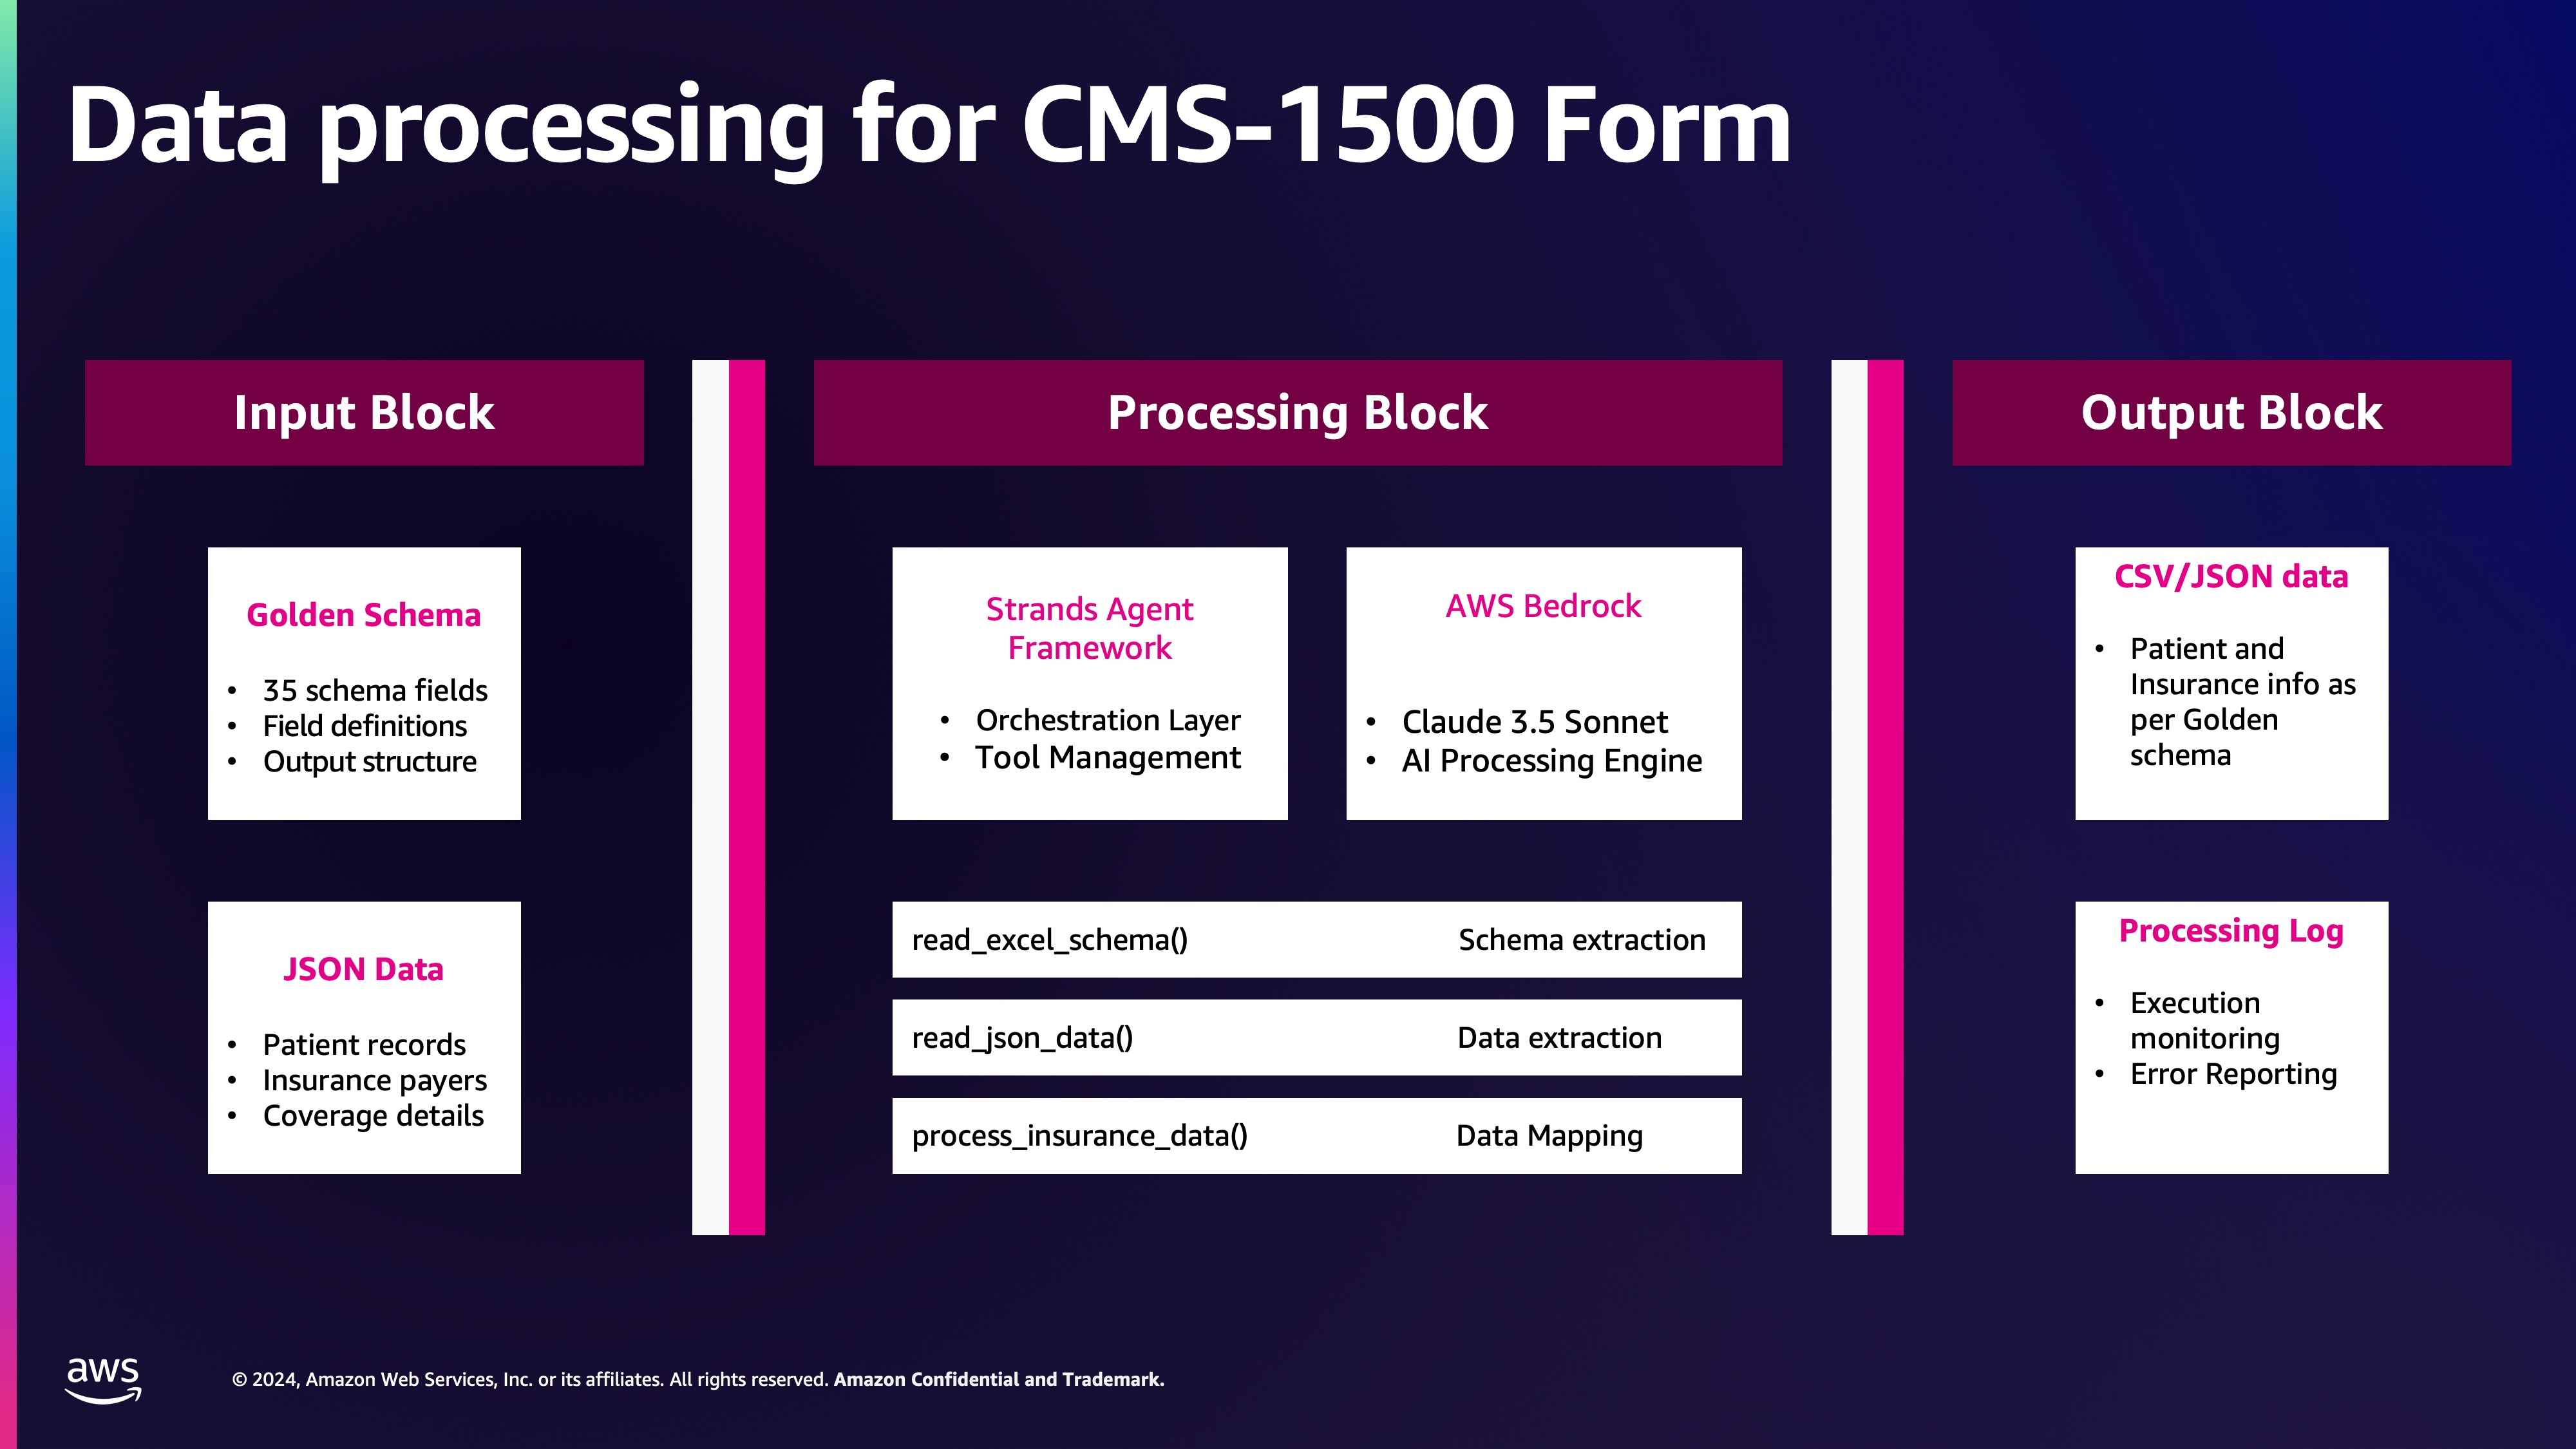 Data processing for CMS-1500 Form
Input Block
Golden Schema
• 35 schema fields
• Field definitions
• Output structure
JSON Data
• Patient records
• Insurance payers
• Coverage details
Processing Block
Strands Agent
Framework
• Orchestration Layer
• Tool Management
AWS Bedrock
• Claude 3.5 Sonnet
• AI Processing Engine
read_excel_schema() Schema extraction
read_json_data() Data extraction
process_insurance_data() Data Mapping
Output Block
CSV/JSON data
• Patient and
Insurance info as
per Golden
schema
Processing Log
• Execution
monitoring
• Error Reporting
aws
© 2024, Amazon Web Services, Inc. or its affiliates. All rights reserved. Amazon Confidential and Trademark.